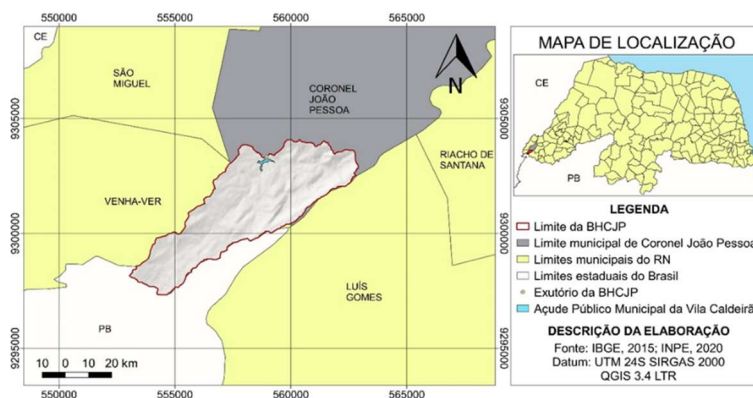 550000
555000
560000
565000
CE
SÃO
MIGUEL
CORONEL
JOÃO
PESSOA
N
9305000
9305000
RIACHO DE
SANTANA
VENHA-VER
9300000
9300000
LUÍS
GOMES
PB
9295000
9295000
10 0 10 20 km
550000
555000
560000
565000
MAPA DE LOCALIZAÇÃO
CE
PB
LEGENDA
Limite da BHCJP
Limite municipal de Coronel João Pessoa
Limites municipais do RN
Limites estaduais do Brasil
Exutório da BHCJP
Açude Público Municipal da Vila Caldeirã
DESCRIÇÃO DA ELABORAÇÃO
Fonte: IBGE, 2015; INPE, 2020
Datum: UTM 24S SIRGAS 2000
QGIS 3.4 LTR